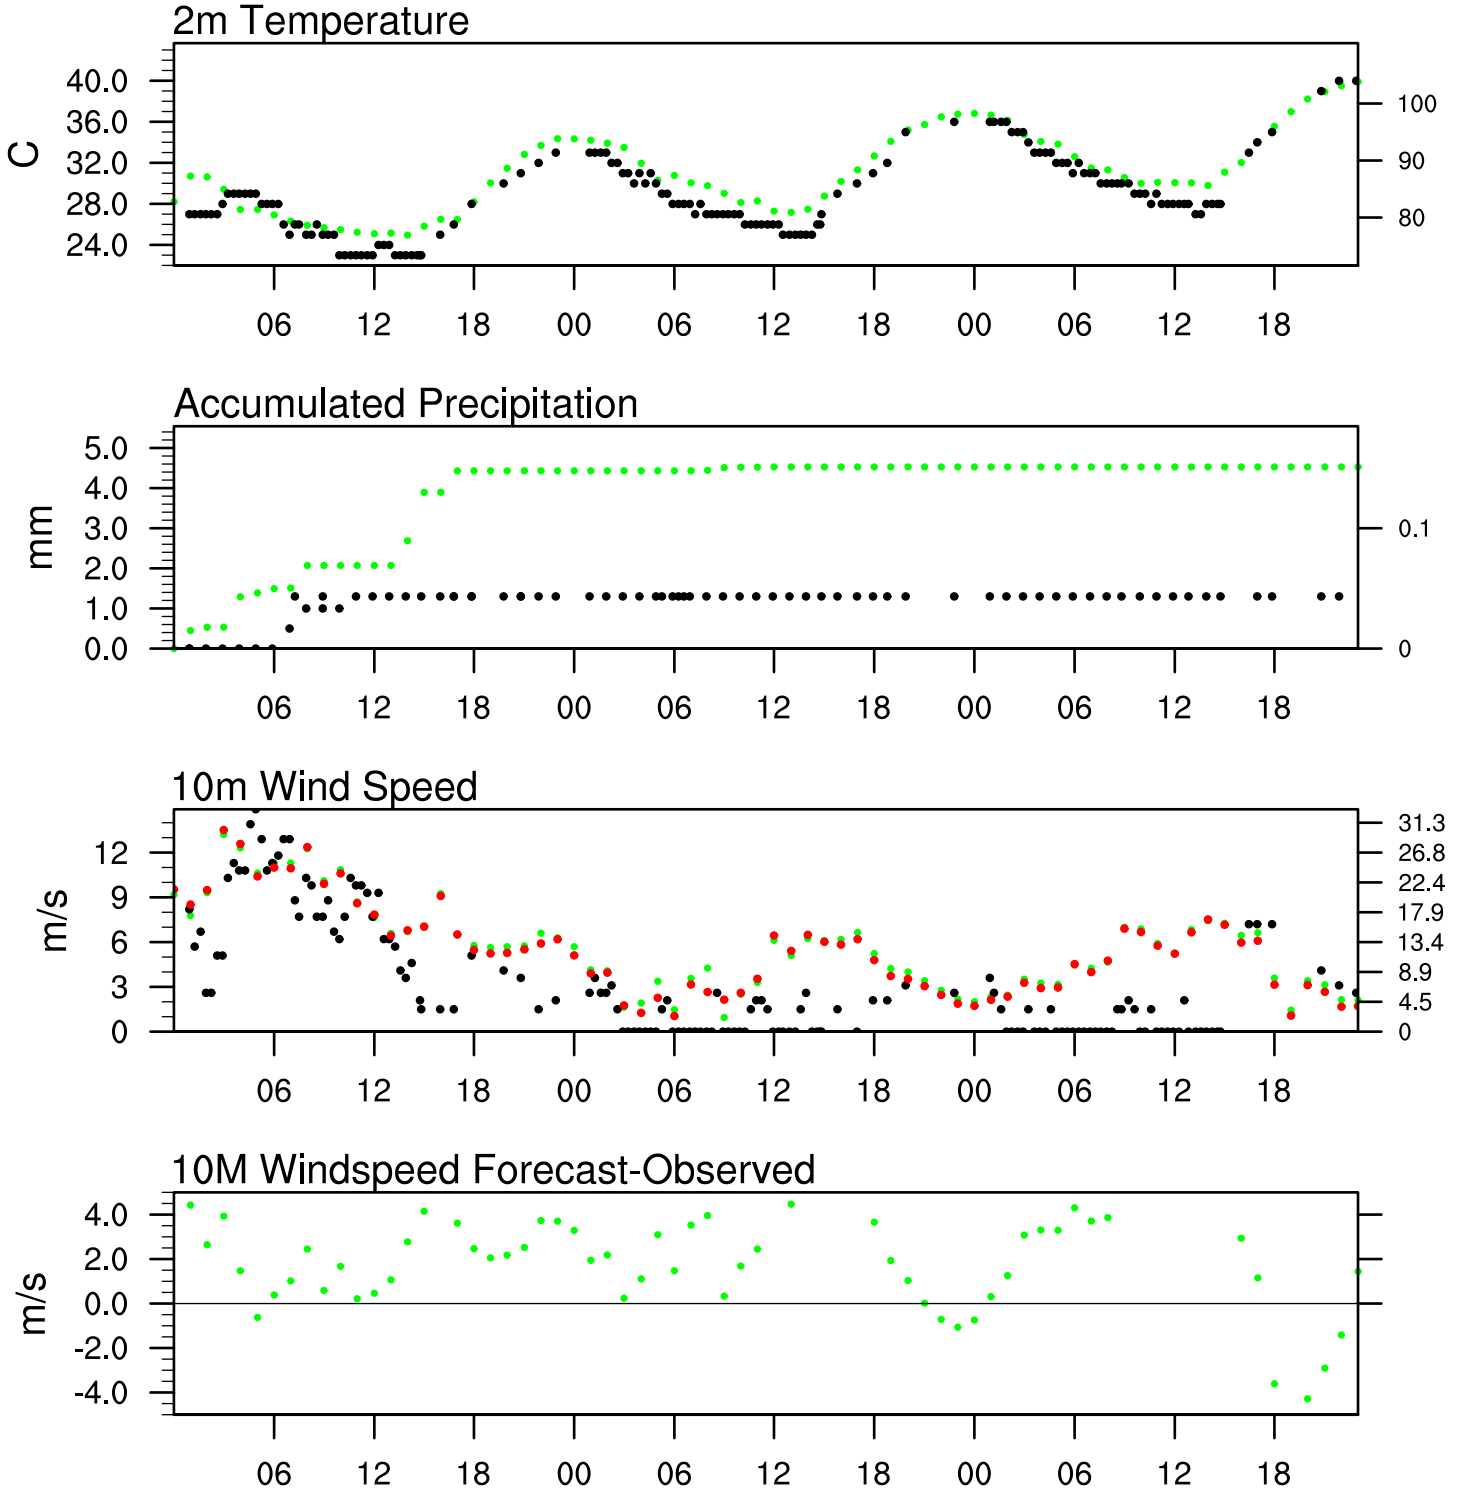 2m Temperature
C
40.0
36.0
32.0
28.0
24.0
100
90
80
06 12 18 00 06 12 18 00 06 12 18
Accumulated Precipitation
mm
5.0
4.0
3.0
2.0
1.0
0.0
0.1
0
06 12 18 00 06 12 18 00 06 12 18
10m Wind Speed
m/s
12
9
6
3
0
31.3
26.8
22.4
17.9
13.4
8.9
4.5
0
06 12 18 00 06 12 18 00 06 12 18
10M Windspeed Forecast-Observed
m/s
4.0
2.0
0.0
-2.0
-4.0
06 12 18 00 06 12 18 00 06 12 18